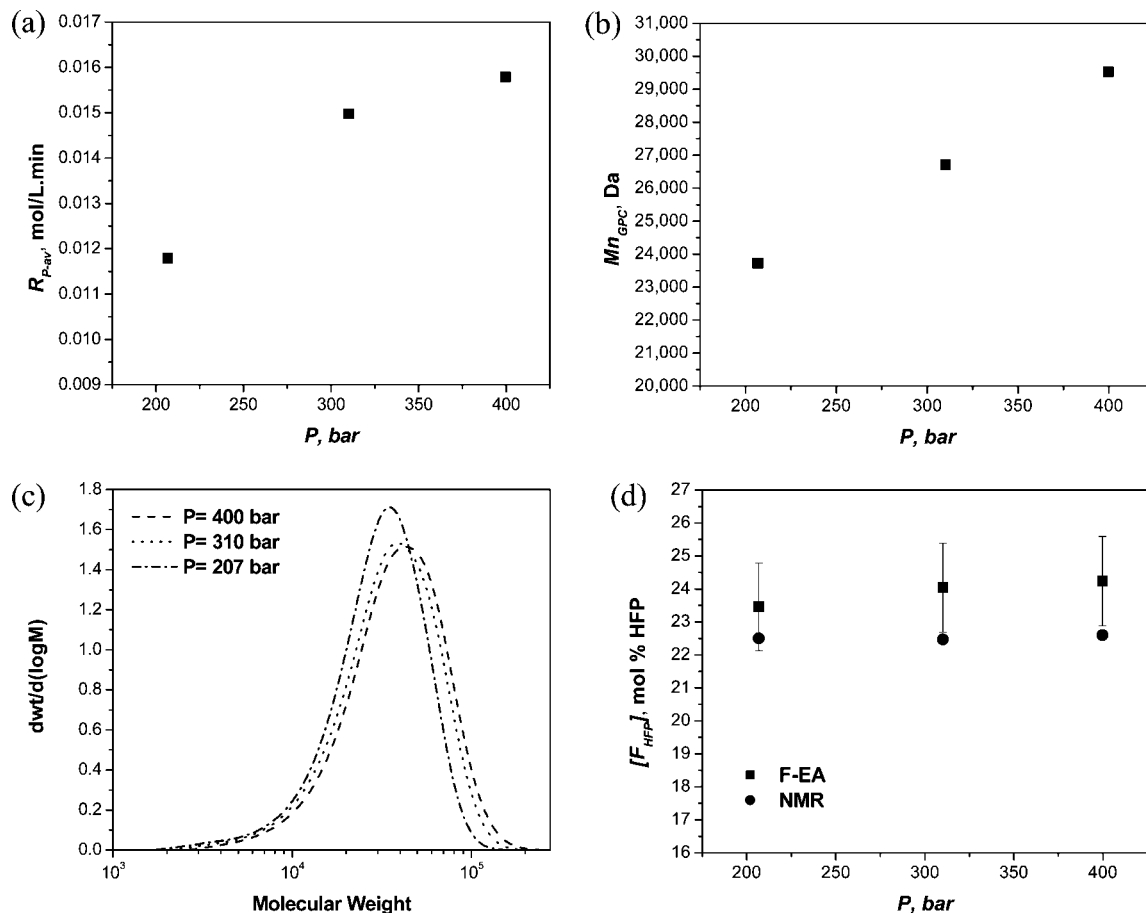 (a)
0.017
0.016
0.015
0.014
0.013
0.012
0.011
0.010
0.009
R_{P-av}, mol/L.min
200 250 300 350 400
P, bar
(b)
31,000
30,000
29,000
28,000
27,000
26,000
25,000
24,000
23,000
22,000
21,000
20,000
Mn_{GPC}, Da
200 250 300 350 400
P, bar
(c)
1.8
1.6
1.4
1.2
1.0
0.8
0.6
0.4
0.2
0.0
dwt/d(logM)
P= 400 bar
P= 310 bar
P= 207 bar
10^3 10^4 10^5
Molecular Weight
(d)
27
26
25
24
23
22
21
20
19
18
17
16
[F_{HFP}], mol % HFP
F-EA
NMR
200 250 300 350 400
P, bar